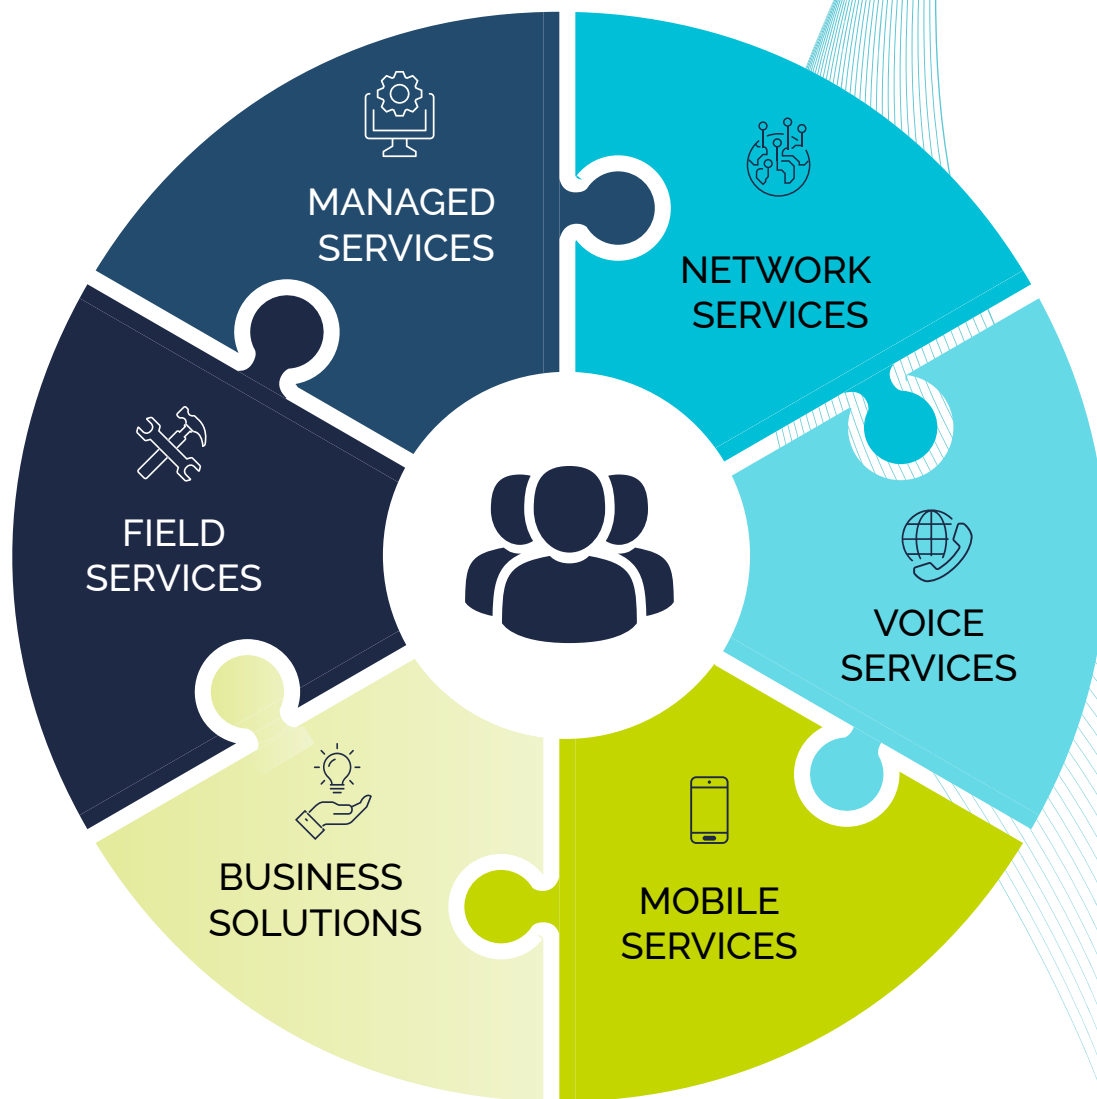 MANAGED
SERVICES
NETWORK
SERVICES
FIELD
SERVICES
VOICE
SERVICES
BUSINESS
SOLUTIONS
MOBILE
SERVICES